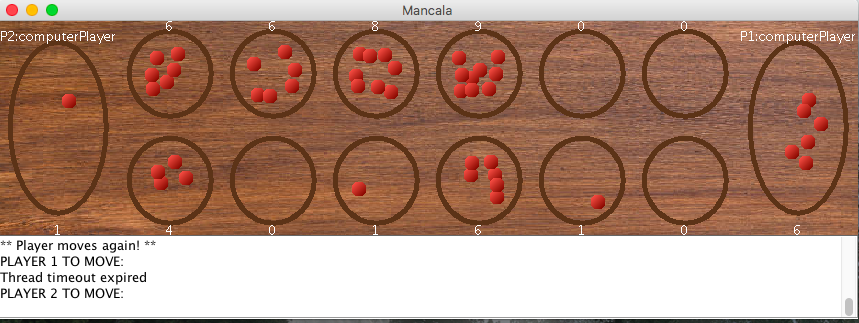 Mancala
6 6 8 9 0 0
P2:computerPlayer P1:computerPlayer
1 4 0 1 6 0 0 6
** Player moves again! **
PLAYER 1 TO MOVE:
Thread timeout expired
PLAYER 2 TO MOVE: